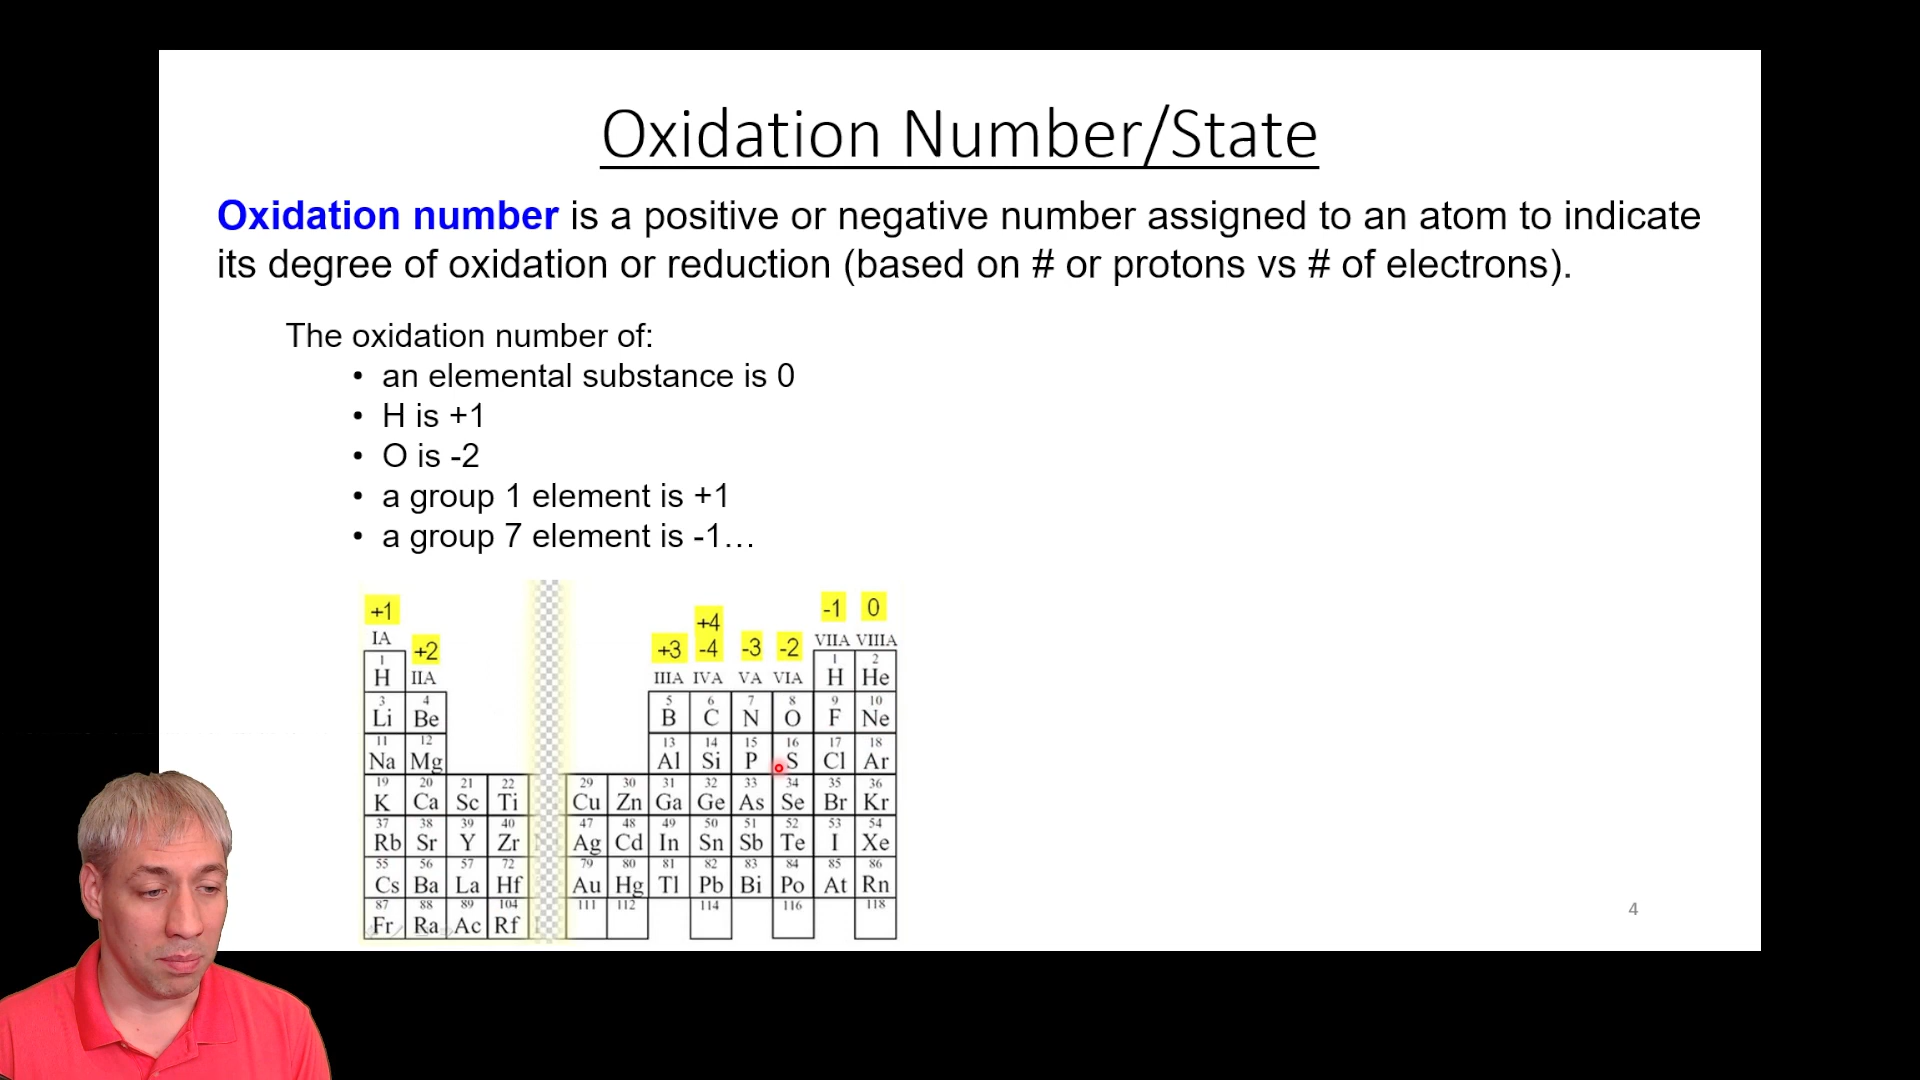 Oxidation Number/State
Oxidation number is a positive or negative number assigned to an atom to indicate
its degree of oxidation or reduction (based on # or protons vs # of electrons).
The oxidation number of:
• an elemental substance is 0
• H is +1
• O is -2
• a group 1 element is +1
• a group 7 element is -1…
+1 -1 0
+4
IA +2 +3 -4 -3 -2 VIIA VIIIA
1 1 2
H IIA IIIA IVA VA VIA H He
3 4 5 6 7 8 9 10
Li Be B C N O F Ne
11 12 13 14 15 16 17 18
Na Mg Al Si P S Cl Ar
19 20 21 22 29 30 31 32 33 34 35 36
K Ca Sc Ti Cu Zn Ga Ge As Se Br Kr
37 38 39 40 47 48 49 50 51 52 53 54
Rb Sr Y Zr Ag Cd In Sn Sb Te I Xe
55 56 57 72 79 80 81 82 83 84 85 86
Cs Ba La Hf Au Hg Tl Pb Bi Po At Rn
87 88 89 104 111 112 114 116 118
Fr Ra Ac Rf
4